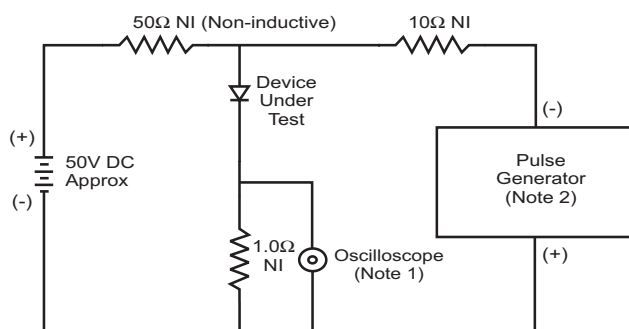 50Ω NI (Non-inductive)
10Ω NI
Device
Under
Test
(+)
50V DC
Approx
(-)
(-)
Pulse
Generator
(Note 2)
(+)
1.0Ω
NI
Oscilloscope
(Note 1)